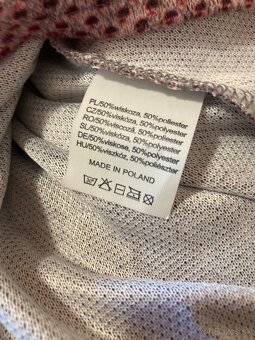 PL/50%wiskoza, 50%poliester
CZ/50%viskóza, 50%polyester
RO/50%viscoză, 50%poliester
SL/50%viskoza, 50%poliester
DE/50%viskose, 50%polyester
HU/50%viszkóz, 50%poliészter
MADE IN POLAND